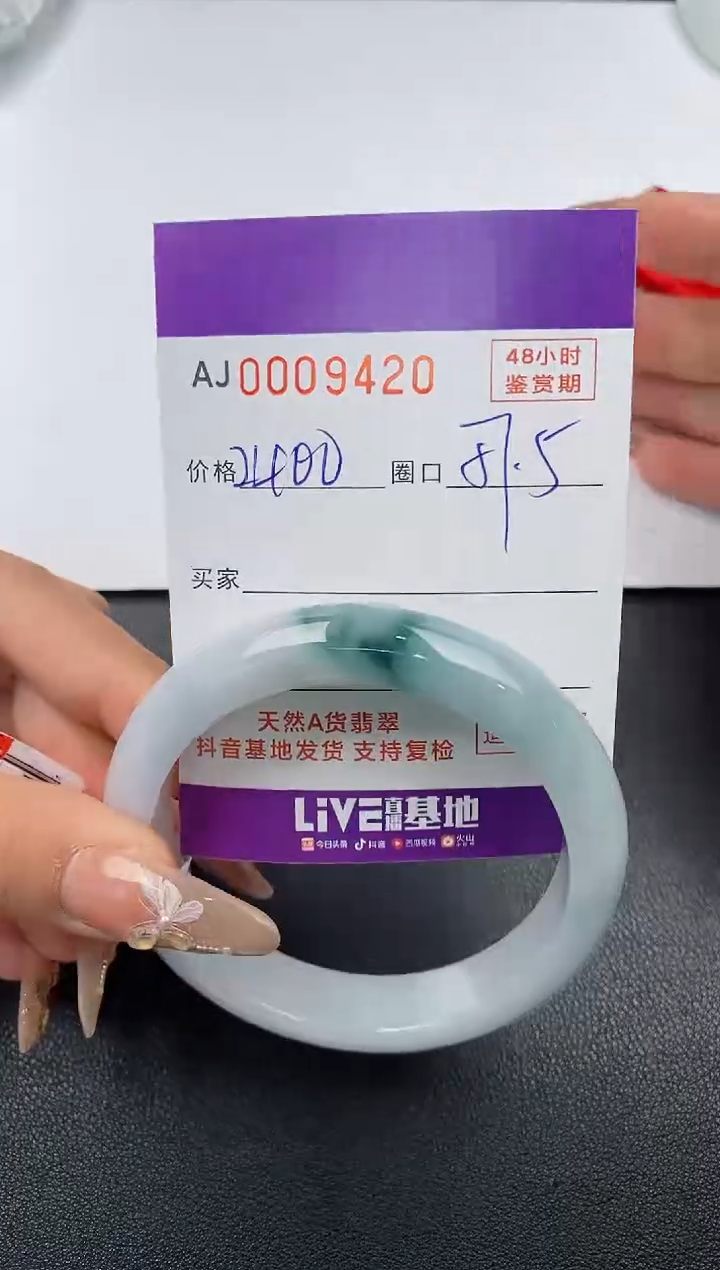 AJ0009420
48小时
鉴赏期
价格2400 圈口57.5
买家
天然A货翡翠
抖音基地发货 支持复检
LiVE直播基地
今日头条 抖音 西瓜视频 火山